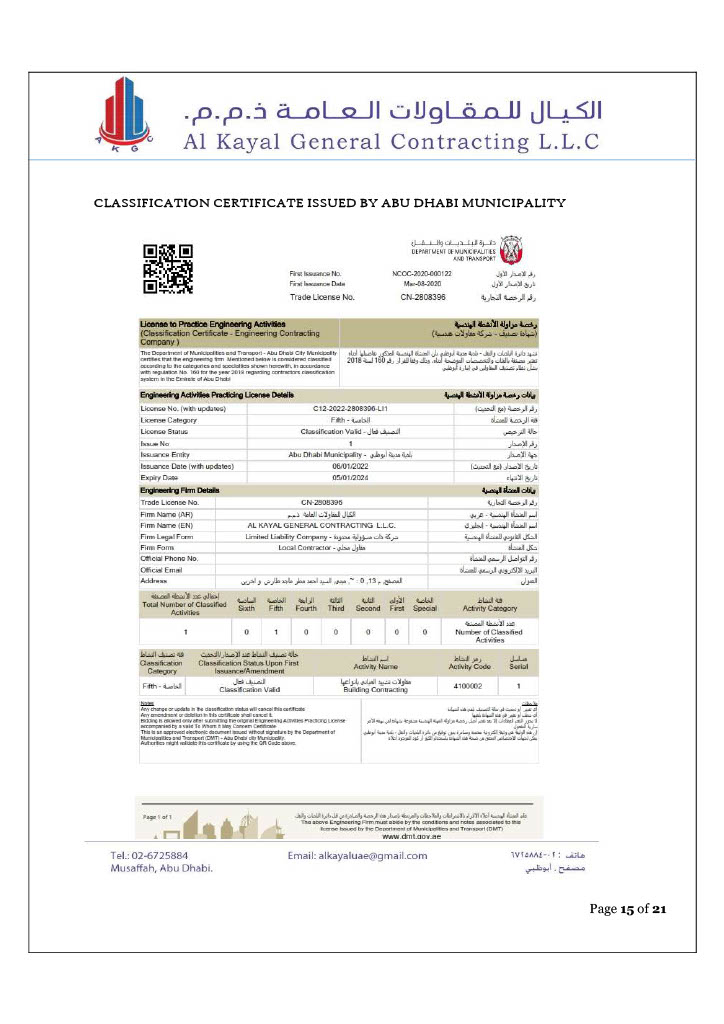 الكيال للمقاولات العامة ذ.م.م.
Al Kayal General Contracting L.L.C
A K G
CLASSIFICATION CERTIFICATE ISSUED BY ABU DHABI MUNICIPALITY
دائرة البلديات والنقل
DEPARTMENT OF MUNICIPALITIES
AND TRANSPORT
First Issuance No. NCOC-2020-000122 رقم الإصدار الأول
First Issuance Date Mar-08-2020 تاريخ الإصدار الأول
Trade License No. CN-2808396 رقم الرخصة التجارية
License to Practice Engineering Activities رخصة مزاولة الأنشطة الهندسية
(Classification Certificate - Engineering Contracting (شهادة تصنيف - شركة مقاولات هندسية)
Company )
The Department of Municipalities and Transport - Abu Dhabi City Municipality
certifies that the engineering firm Mentioned below is considered classified
according to the categories and specialties shown herewith, in accordance
with regulation No. 160 for the year 2018 regarding contractors classification
system in the Emirate of Abu Dhabi
Engineering Activities Practicing License Details بيانات رخصة مزاولة الأنشطة الهندسية
License No. (with updates) C12-2022-2808396-LI1 رقم الرخصة (مع التحديث)
License Category Fifth - الخامسة فئة الرخصة للمنشأة
License Status Classification Valid - التصنيف فعال حالة الترخيص
Issue No 1 رقم الإصدار
Issuance Entity Abu Dhabi Municipality - بلدية مدينة أبوظبي جهة الإصدار
Issuance Date (with updates) 06/01/2022 تاريخ الإصدار (مع التحديث)
Expiry Date 05/01/2024 تاريخ الانتهاء
Engineering Firm Details بيانات المنشأة الهندسية
Trade License No. CN-2808396 رقم الرخصة التجارية
Firm Name (AR) الكيال للمقاولات العامة ذ.م.م اسم المنشأة الهندسية - عربي
Firm Name (EN) AL KAYAL GENERAL CONTRACTING L.L.C. اسم المنشأة الهندسية - إنجليزي
Firm Legal Form Limited Liability Company - شركة ذات مسؤولية محدودة الشكل القانوني للمنشأة الهندسية
Firm Form Local Contractor - مقاول محلي شكل المنشأة
Official Phone No. رقم التواصل الرسمي للمنشأة
Official Email البريد الإلكتروني الرسمي للمنشأة
Address العنوان
إجمالي عدد الأنشطة المصنفة السادسة الخامسة الرابعة الثالثة الثانية الأولى الخاصة فئة النشاط
Total Number of Classified Activities Sixth Fifth Fourth Third Second First Special Activity Category
عدد الأنشطة المصنفة
1 0 1 0 0 0 0 0 Number of Classified Activities
فئة تصنيف النشاط حالة تصنيف النشاط عند الإصدار/التحديث اسم النشاط رمز النشاط مسلسل
Classification Category Classification Status Upon First Issuance/Amendment Activity Name Activity Code Serial
Fifth - الخامسة التصنيف فعال Classification Valid مقاولات تشييد المباني بأنواعها Building Contracting 4100002 1
Notes
Any change or update in the classification status will cancel this certificate
Any amendment or deletion in this certificate shall cancel it.
Bidding is allowed only after submitting the original Engineering Activities Practicing License
accompanied by a valid To Whom It May Concern Certificate
This is an approved electronic document issued without signature by the Department of
Municipalities and Transport (DMT) - Abu Dhabi city Municipality.
Authorities might validate this certificate by using the QR Code above.
Page 1 of 1
The above Engineering Firm must abide by the conditions and notes associated to this
license issued by the Department of Municipalities and Transport (DMT)
www.dmt.gov.ae
Tel.: 02-6725884 Email: alkayaluae@gmail.com هاتف : ٠٢-٦٧٢٥٨٨٤
Musaffah, Abu Dhabi. مصفح . أبوظبي
Page 15 of 21